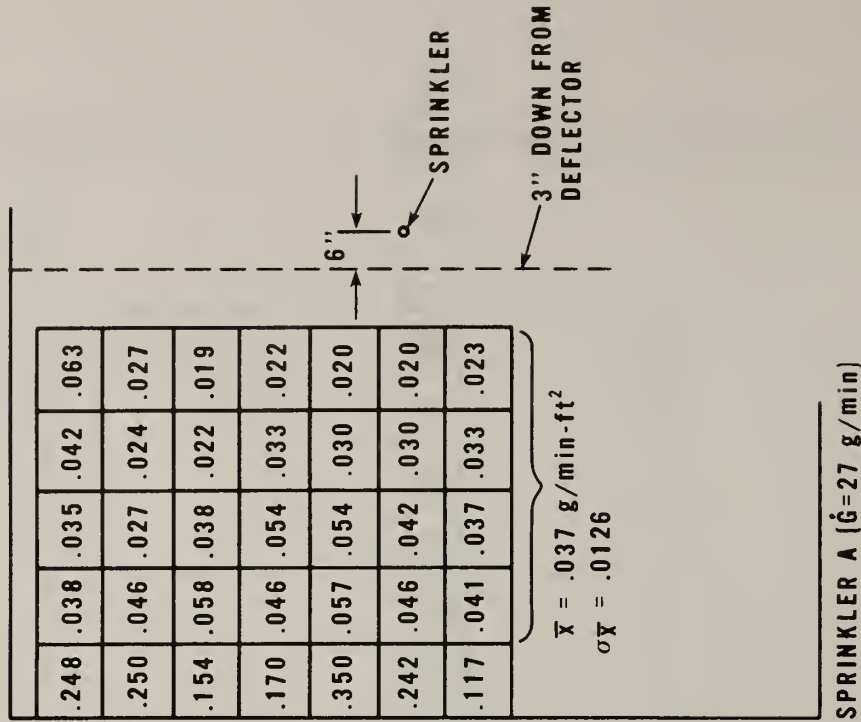 .248 .038 .035 .042 .063
.250 .046 .027 .024 .027
.154 .058 .038 .022 .019
.170 .046 .054 .033 .022
.350 .057 .054 .030 .020
.242 .046 .042 .030 .020
.117 .041 .037 .033 .023
x̅ = .037 g/min-ft²
σx̅ = .0126
6''
SPRINKLER
3'' DOWN FROM
DEFLECTOR
SPRINKLER A (Ġ=27 g/min)